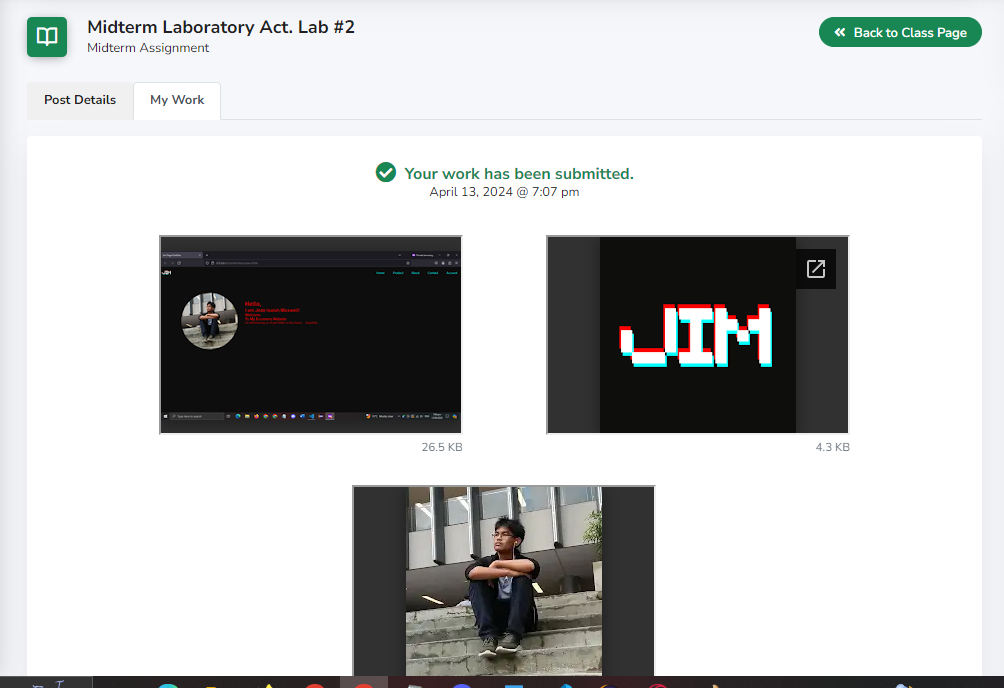 Midterm Laboratory Act. Lab #2
Midterm Assignment
Back to Class Page
Post Details
My Work
Your work has been submitted.
April 13, 2024 @ 7:07 pm
JIM
Home Product About Contact Account
Hello,
26.5 KB
JIM
4.3 KB